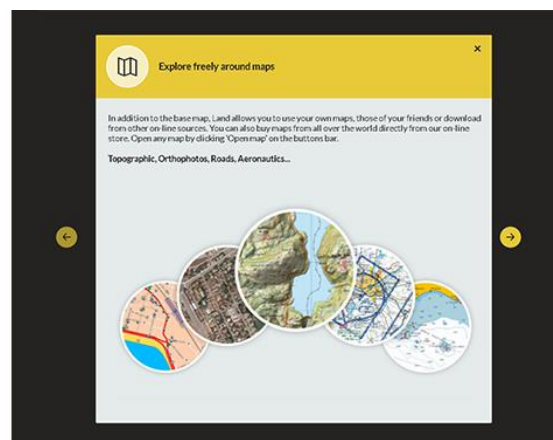 Explore freely around maps
In addition to the base map, Land allows you to use your own maps, those of your friends or download
from other on-line sources. You can also buy maps from all over the world directly from our on-line
store. Open any map by clicking 'Open map' on the buttons bar.
Topographic, Orthophotos, Roads, Aeronautics...